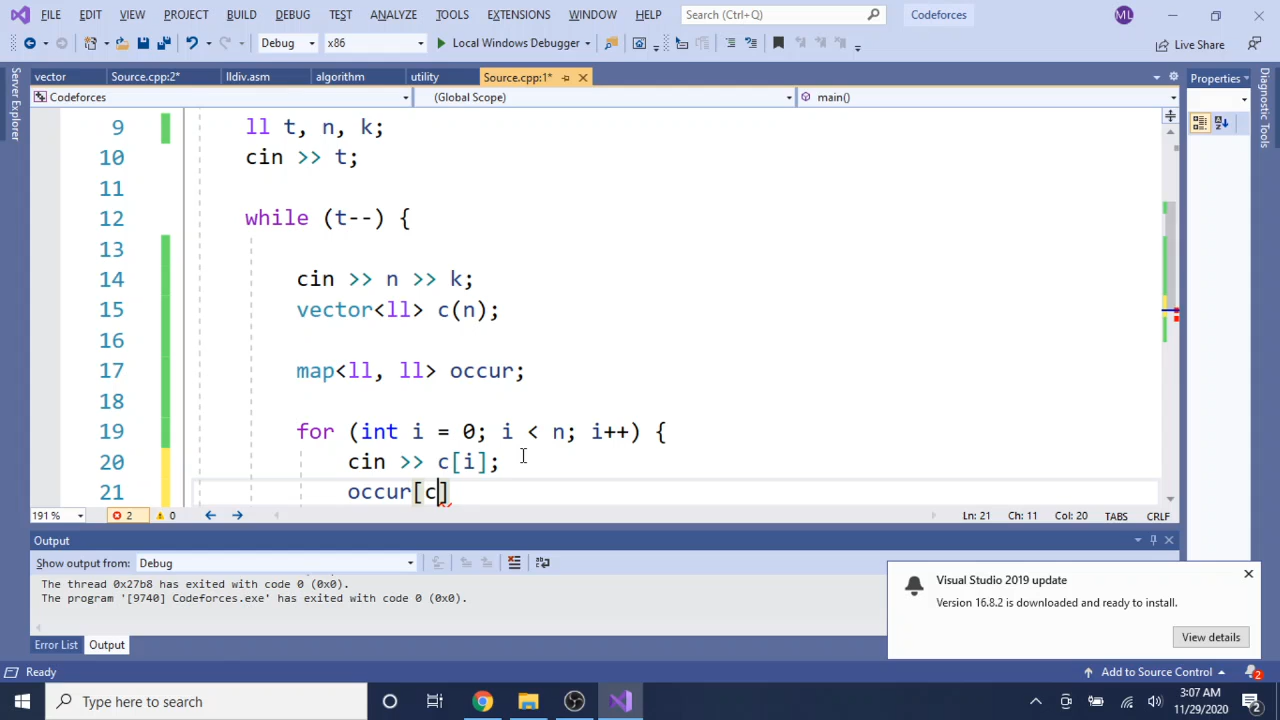 FILE EDIT VIEW PROJECT BUILD DEBUG TEST ANALYZE TOOLS EXTENSIONS WINDOW HELP Search (Ctrl+Q) Codeforces ML
Debug x86 Local Windows Debugger Live Share
vector Source.cpp:2* lldiv.asm algorithm utility Source.cpp:1* Properties
Codeforces (Global Scope) main()
Server Explorer
Diagnostic Tools
9 ll t, n, k;
10 cin >> t;
11
12 while (t--) {
13
14 cin >> n >> k;
15 vector<ll> c(n);
16
17 map<ll, ll> occur;
18
19 for (int i = 0; i < n; i++) {
20 cin >> c[i];
21 occur[c]
191 % 2 0 Ln: 21 Ch: 11 Col: 20 TABS CRLF
Output
Show output from: Debug
The thread 0x27b8 has exited with code 0 (0x0).
The program '[9740] Codeforces.exe' has exited with code 0 (0x0).
Visual Studio 2019 update
Version 16.8.2 is downloaded and ready to install.
View details
Error List Output
Ready Add to Source Control 2
Type here to search
3:07 AM
11/29/2020
2